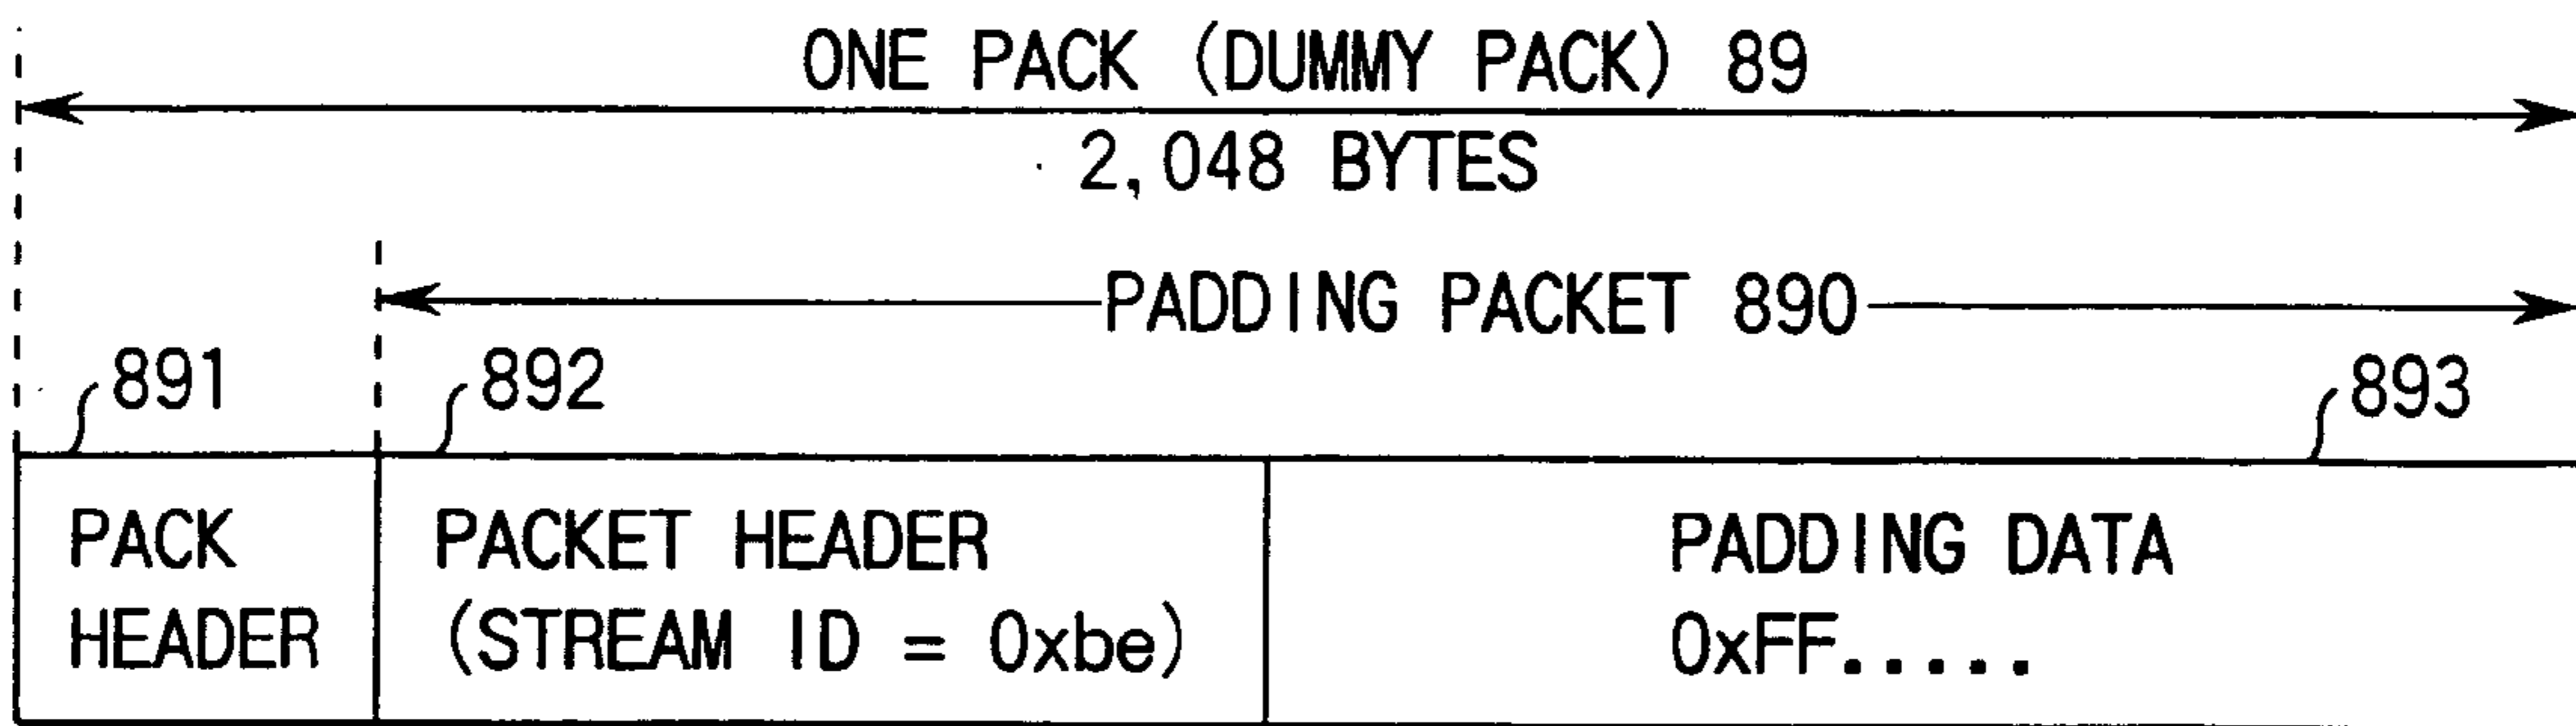 ONE PACK (DUMMY PACK) 89
2,048 BYTES
PADDING PACKET 890
891
892
893
PACK
HEADER
PACKET HEADER
(STREAM ID = 0xbe)
PADDING DATA
0xFF.....